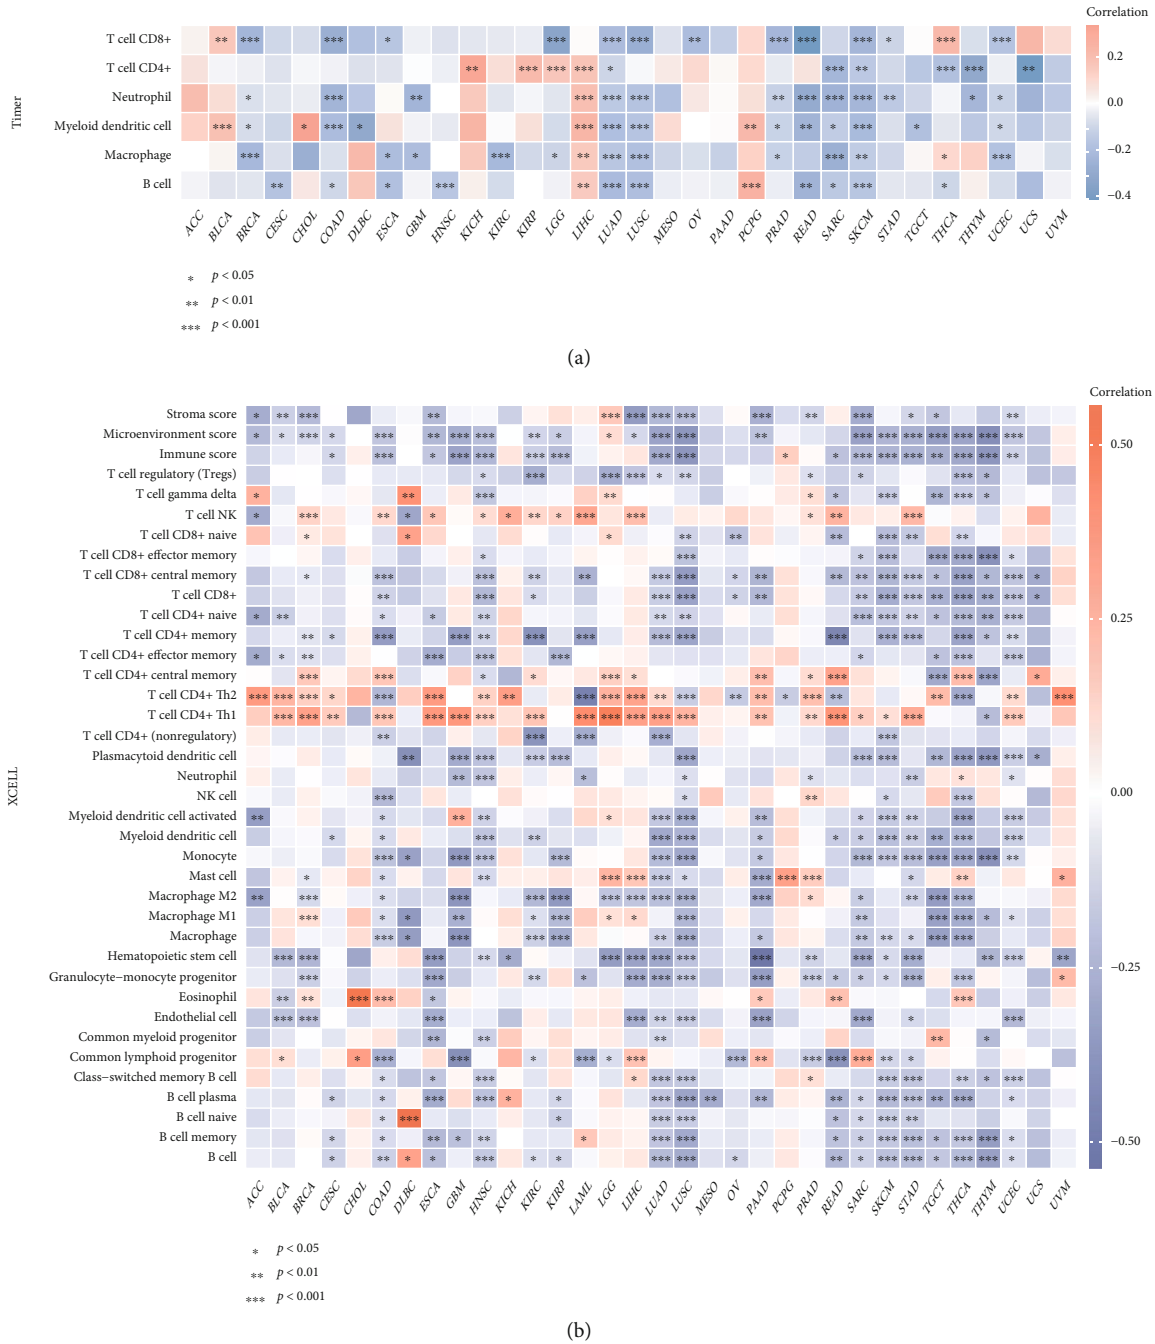 Correlation
Timer
T cell CD8+
T cell CD4+
Neutrophil
Myeloid dendritic cell
Macrophage
B cell
0.2
0.0
−0.2
−0.4
ACC BLCA BRCA CESC CHOL COAD DLBC ESCA GBM HNSC KICH KIRC KIRP LGG LIHC LUAD LUSC MESO OV PAAD PCPG PRAD READ SARC SKCM STAD TGCT THCA THYM UCEC UCS UVM
* p < 0.05
** p < 0.01
*** p < 0.001
(a)
Correlation
XCELL
Stroma score
Microenvironment score
Immune score
T cell regulatory (Tregs)
T cell gamma delta
T cell NK
T cell CD8+ naive
T cell CD8+ effector memory
T cell CD8+ central memory
T cell CD8+
T cell CD4+ naive
T cell CD4+ memory
T cell CD4+ effector memory
T cell CD4+ central memory
T cell CD4+ Th2
T cell CD4+ Th1
T cell CD4+ (nonregulatory)
Plasmacytoid dendritic cell
Neutrophil
NK cell
Myeloid dendritic cell activated
Myeloid dendritic cell
Monocyte
Mast cell
Macrophage M2
Macrophage M1
Macrophage
Hematopoietic stem cell
Granulocyte−monocyte progenitor
Eosinophil
Endothelial cell
Common myeloid progenitor
Common lymphoid progenitor
Class−switched memory B cell
B cell plasma
B cell naive
B cell memory
B cell
0.50
0.25
0.00
−0.25
−0.50
ACC BLCA BRCA CESC CHOL COAD DLBC ESCA GBM HNSC KICH KIRC KIRP LAML LGG LIHC LUAD LUSC MESO OV PAAD PCPG PRAD READ SARC SKCM STAD TGCT THCA THYM UCEC UCS UVM
* p < 0.05
** p < 0.01
*** p < 0.001
(b)